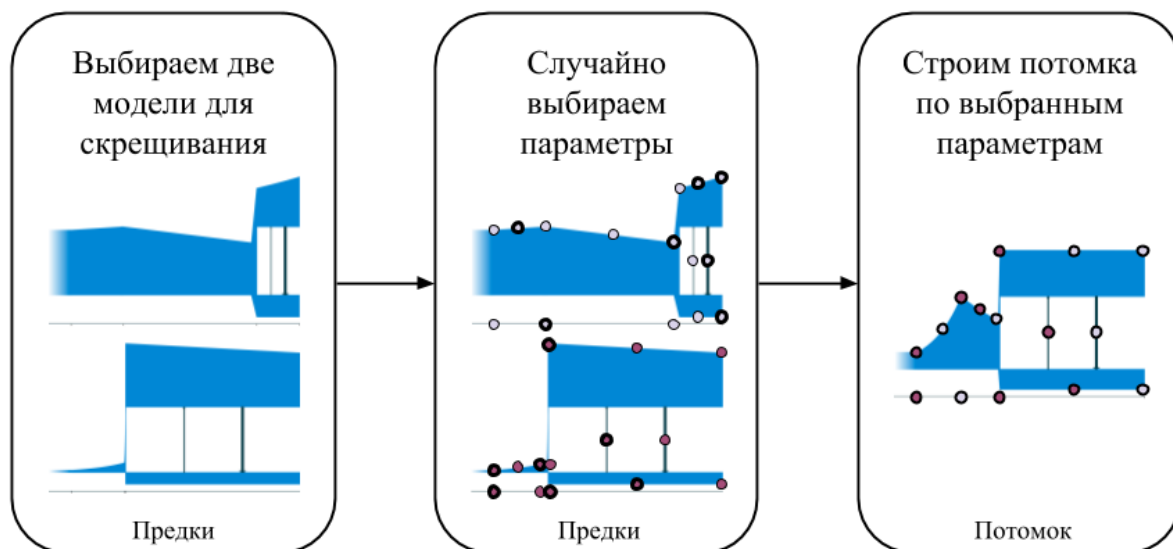 Выбираем две
модели для
скрещивания
Предки
Случайно
выбираем
параметры
Предки
Строим потомка
по выбранным
параметрам
Потомок